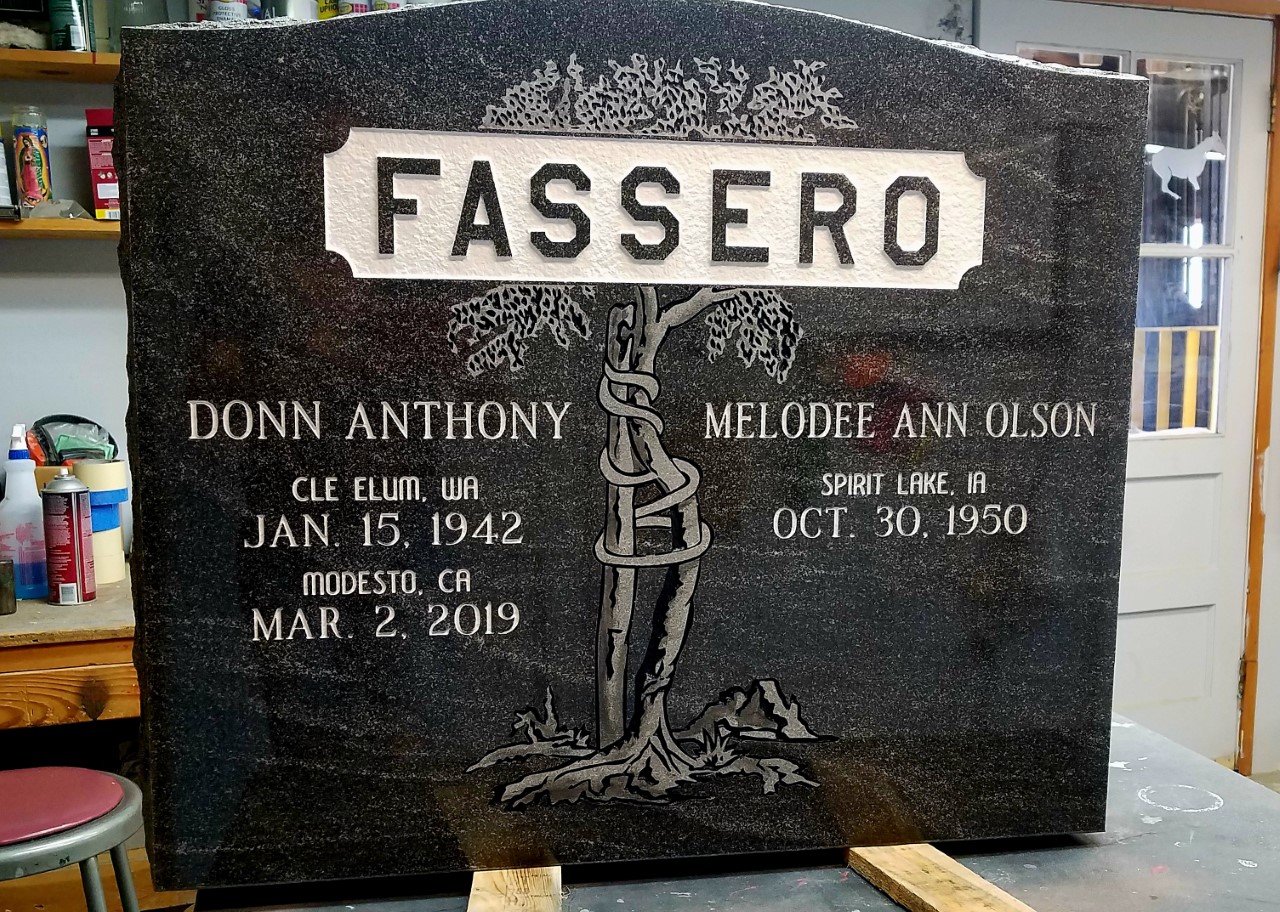 FASSERO
DONN ANTHONY
CLE ELUM, WA
JAN. 15, 1942
MODESTO, CA
MAR. 2, 2019
MELODEE ANN OLSON
SPIRIT LAKE, IA
OCT. 30, 1950